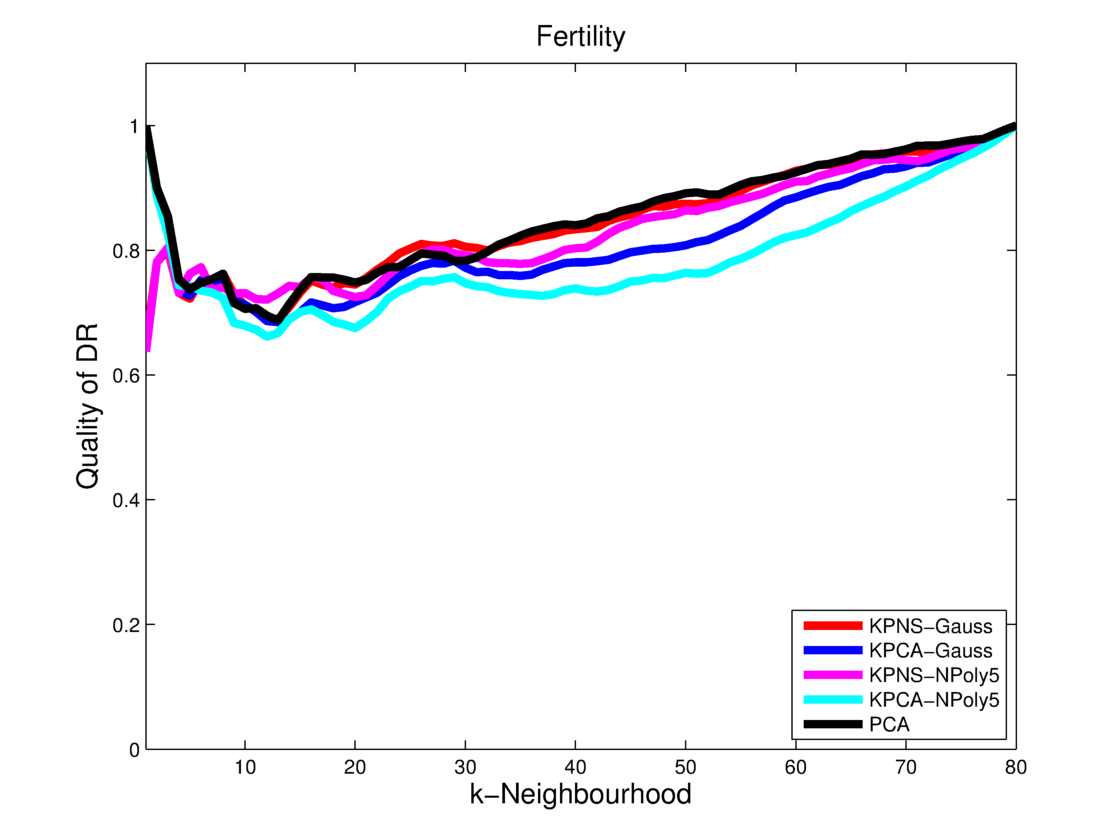 Fertility
Quality of DR
1
0.8
0.6
0.4
0.2
0
10 20 30 40 50 60 70 80
k−Neighbourhood
KPNS−Gauss
KPCA−Gauss
KPNS−NPoly5
KPCA−NPoly5
PCA